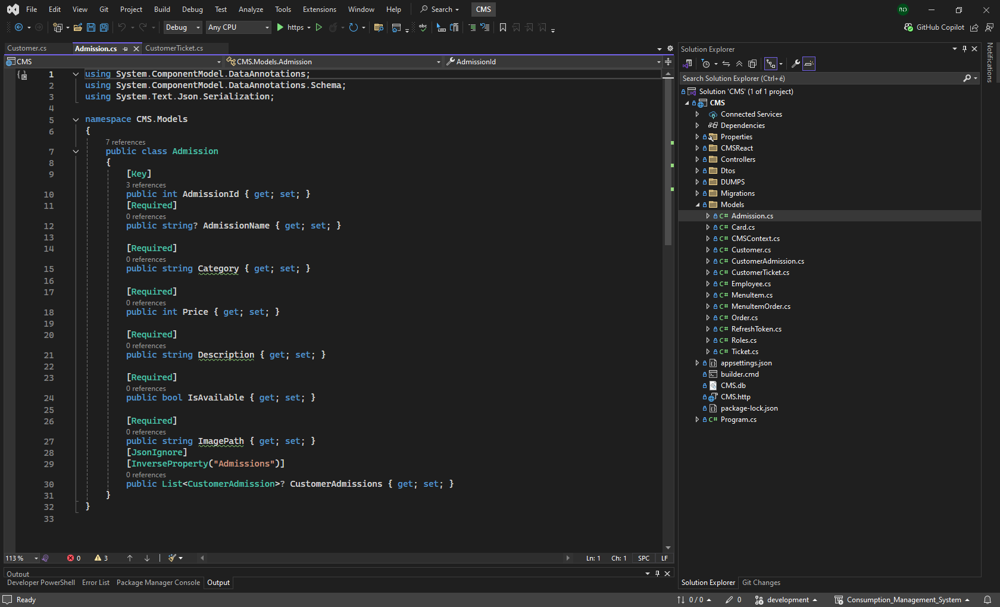 File Edit View Git Project Build Debug Test Analyze Tools Extensions Window Help Search CMS
Debug Any CPU https GitHub Copilot
Customer.cs Admission.cs CustomerTicket.cs
CMS CMS.Models.Admission AdmissionId
1 using System.ComponentModel.DataAnnotations;
2 using System.ComponentModel.DataAnnotations.Schema;
3 using System.Text.Json.Serialization;
4
5 namespace CMS.Models
6 {
7 references
7 public class Admission
8 {
9 [Key]
3 references
10 public int AdmissionId { get; set; }
11 [Required]
0 references
12 public string? AdmissionName { get; set; }
13
14 [Required]
0 references
15 public string Category { get; set; }
16
17 [Required]
0 references
18 public int Price { get; set; }
19
20 [Required]
0 references
21 public string Description { get; set; }
22
23 [Required]
0 references
24 public bool IsAvailable { get; set; }
25
26 [Required]
0 references
27 public string ImagePath { get; set; }
28 [JsonIgnore]
29 [InverseProperty("Admissions")]
0 references
30 public List<CustomerAdmission>? CustomerAdmissions { get; set; }
31 }
32 }
33
113 % 0 3 Ln: 1 Ch: 1 SPC LF
Output
Developer PowerShell Error List Package Manager Console Output
Solution Explorer
Search Solution Explorer (Ctrl+é)
Solution 'CMS' (1 of 1 project)
CMS
Connected Services
Dependencies
Properties
CMSReact
Controllers
Dtos
DUMPS
Migrations
Models
C# Admission.cs
C# Card.cs
C# CMSContext.cs
C# Customer.cs
C# CustomerAdmission.cs
C# CustomerTicket.cs
C# Employee.cs
C# MenuItem.cs
C# MenuItemOrder.cs
C# Order.cs
C# RefreshToken.cs
C# Roles.cs
C# Ticket.cs
appsettings.json
builder.cmd
CMS.db
CMS.http
package-lock.json
C# Program.cs
Solution Explorer Git Changes
Notifications
Ready 0 / 0 0 development Consumption_Management_System